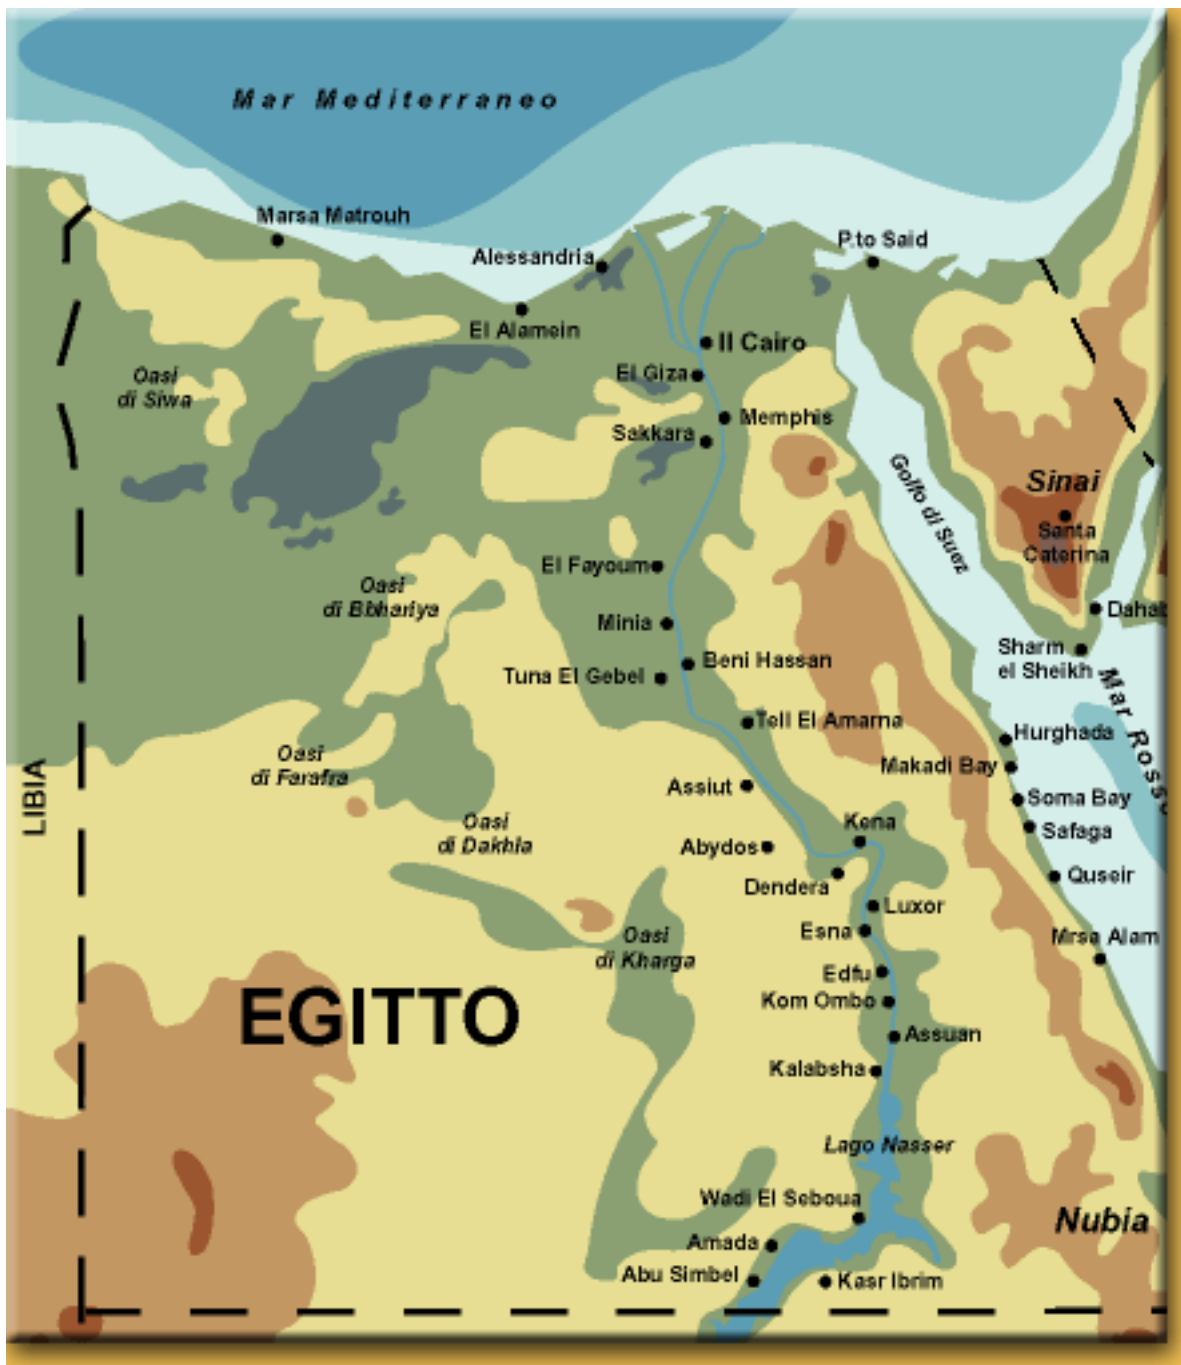 Mar Mediterraneo
Marsa Matrouh
Alessandria
P.to Said
El Alamein
Il Cairo
Oasi
di Siwa
El Giza
Memphis
Sakkara
Golfo di Suez
Sinai
Santa
Caterina
El Fayoum
Oasi
di Bbhariya
Minia
Dahab
Sharm
el Sheikh
Beni Hassan
Tuna El Gebel
Mar Rosso
Tell El Amarna
Hurghada
Oasi
di Farafra
Makadi Bay
LIBIA
Assiut
Soma Bay
Oasi
di Dakhla
Kena
Safaga
Abydos
Dendera
Quseir
Luxor
Esna
Oasi
di Kharga
Mrsa Alam
Edfu
EGITTO
Kom Ombo
Assuan
Kalabsha
Lago Nasser
Wadi El Seboua
Nubia
Amada
Abu Simbel
Kasr Ibrim